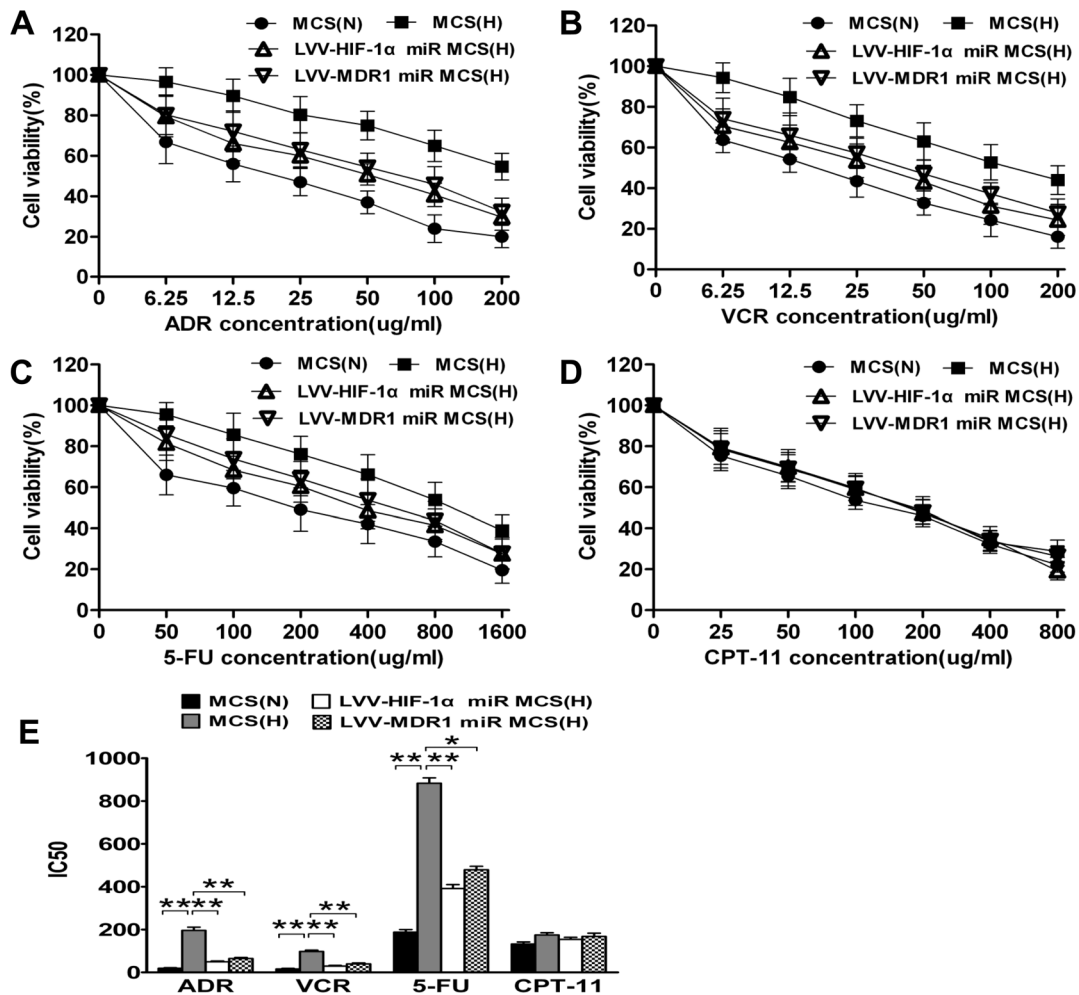 A
MCS(N) MCS(H)
LVV-HIF-1α miR MCS(H)
LVV-MDR1 miR MCS(H)
Cell viability(%)
120
100
80
60
40
20
0
0 6.25 12.5 25 50 100 200
ADR concentration(ug/ml)
B
MCS(N) MCS(H)
LVV-HIF-1α miR MCS(H)
LVV-MDR1 miR MCS(H)
Cell viability(%)
120
100
80
60
40
20
0
0 6.25 12.5 25 50 100 200
VCR concentration(ug/ml)
C
MCS(N) MCS(H)
LVV-HIF-1α miR MCS(H)
LVV-MDR1 miR MCS(H)
Cell viability(%)
120
100
80
60
40
20
0
0 50 100 200 400 800 1600
5-FU concentration(ug/ml)
D
MCS(N) MCS(H)
LVV-HIF-1α miR MCS(H)
LVV-MDR1 miR MCS(H)
Cell viability(%)
120
100
80
60
40
20
0
0 25 50 100 200 400 800
CPT-11 concentration(ug/ml)
E
MCS(N) LVV-HIF-1α miR MCS(H)
MCS(H) LVV-MDR1 miR MCS(H)
IC50
1000
800
600
400
200
0
**
****
**
****
*
** **
ADR VCR 5-FU CPT-11